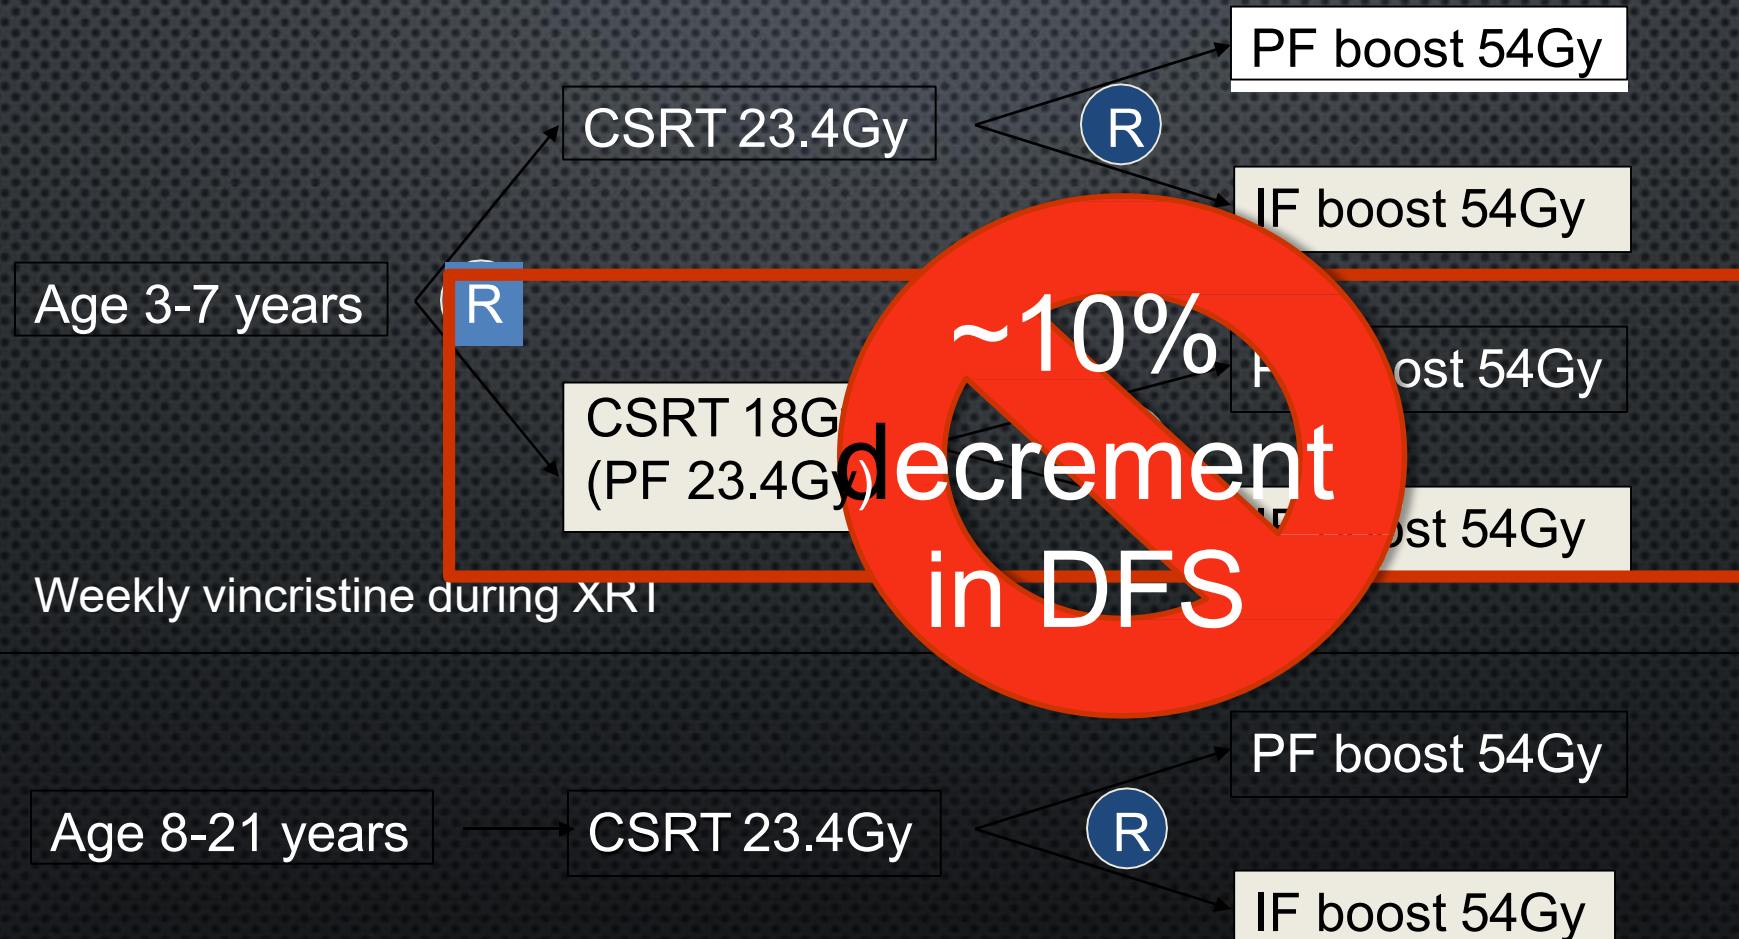 PF boost 54Gy
CSRT 23.4Gy
R
IF boost 54Gy
Age 3-7 years
R
~10%
ost 54Gy
CSRT 18G
(PF 23.4Gy)
decrement
ost 54Gy
in DFS
Weekly vincristine during XRT
PF boost 54Gy
Age 8-21 years
CSRT 23.4Gy
R
IF boost 54Gy